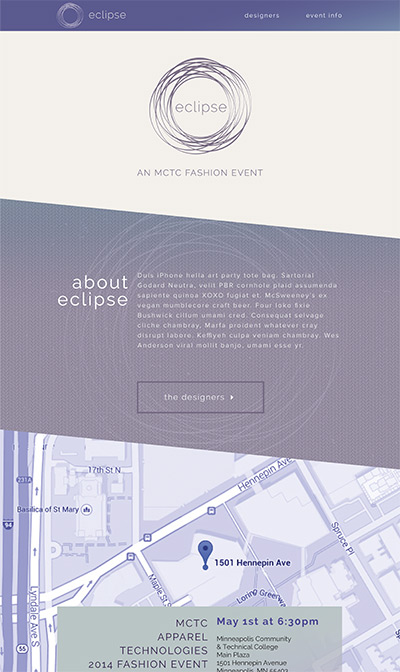 eclipse
designers
event info
eclipse
AN MCTC FASHION EVENT
about
eclipse
Duis iPhone hella art party tote bag. Sartorial
Godard Neutra, velit PBR cornhole plaid assumenda
sapiente quinoa XOXO fugiat et. McSweeney's ex
vegan mumblecore craft beer. Four loko fixie
Bushwick cillum umami cred. Consequat selvage
cliche chambray, Marfa proident whatever cray
disrupt labore. Keffiyeh culpa veniam chambray. Wes
Anderson viral mollit banjo, umami esse yr.
the designers
17th St N
Hennepin Ave
231A
Basilica of St Mary
94
Spruce Pl
1501 Hennepin Ave
Maple St
Loring Greenway
Lyndale Ave S
MCTC
APPAREL
TECHNOLOGIES
2014 FASHION EVENT
May 1st at 6:30pm
Minneapolis Community
& Technical College
Main Plaza
1501 Hennepin Avenue
Minneapolis, MN 55403